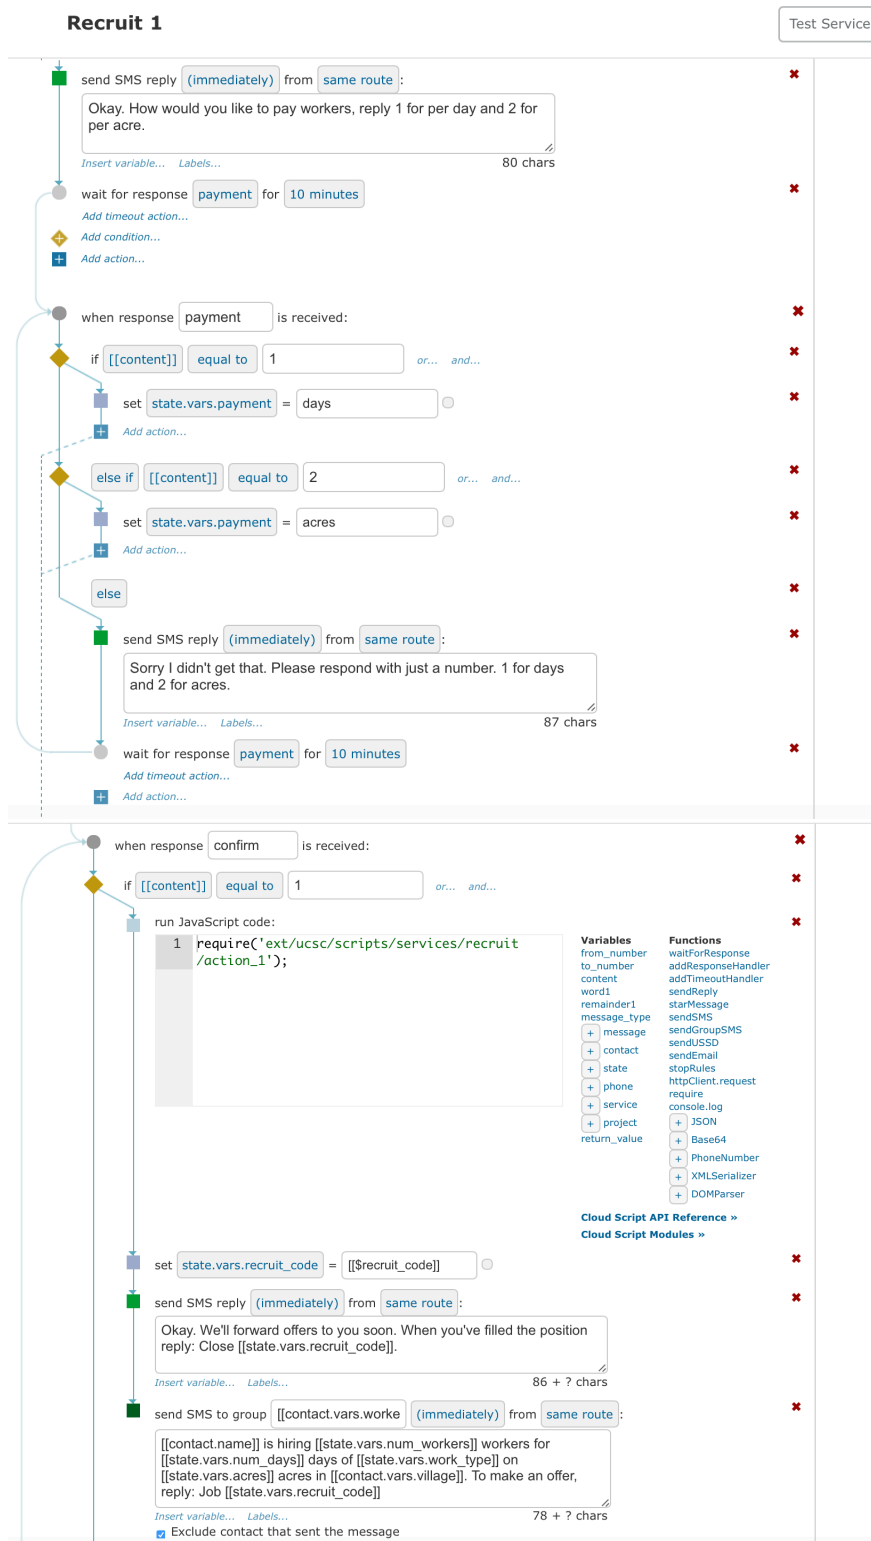 Recruit 1
Test Service
send SMS reply (immediately) from same route :
Okay. How would you like to pay workers, reply 1 for per day and 2 for
per acre.
Insert variable... Labels... 80 chars
wait for response payment for 10 minutes
Add timeout action...
Add condition...
Add action...
when response payment is received:
if [[content]] equal to 1 or... and...
set state.vars.payment = days
Add action...
else if [[content]] equal to 2 or... and...
set state.vars.payment = acres
Add action...
else
send SMS reply (immediately) from same route :
Sorry I didn't get that. Please respond with just a number. 1 for days
and 2 for acres.
Insert variable... Labels... 87 chars
wait for response payment for 10 minutes
Add timeout action...
Add action...
when response confirm is received:
if [[content]] equal to 1 or... and...
run JavaScript code:
1 require('ext/ucsc/scripts/services/recruit
/action_1');
Variables
from_number
to_number
content
word1
remainder1
message_type
+ message
+ contact
+ state
+ phone
+ service
+ project
return_value
Functions
waitForResponse
addResponseHandler
addTimeoutHandler
sendReply
starMessage
sendSMS
sendGroupSMS
sendUSSD
sendEmail
stopRules
httpClient.request
require
console.log
+ JSON
+ Base64
+ PhoneNumber
+ XMLSerializer
+ DOMParser
Cloud Script API Reference »
Cloud Script Modules »
set state.vars.recruit_code = [[$recruit_code]]
send SMS reply (immediately) from same route :
Okay. We'll forward offers to you soon. When you've filled the position
reply: Close [[state.vars.recruit_code]].
Insert variable... Labels... 86 + ? chars
send SMS to group [[contact.vars.worke (immediately) from same route :
[[contact.name]] is hiring [[state.vars.num_workers]] workers for
[[state.vars.num_days]] days of [[state.vars.work_type]] on
[[state.vars.acres]] acres in [[contact.vars.village]]. To make an offer,
reply: Job [[state.vars.recruit_code]]
Insert variable... Labels... 78 + ? chars
Exclude contact that sent the message